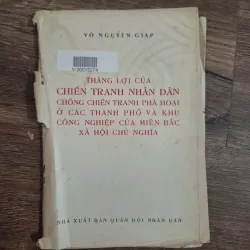 VÕ NGUYÊN GIÁP
THẮNG LỢI CỦA
CHIẾN TRANH NHÂN DÂN
CHỐNG CHIẾN TRANH PHÁ HOẠI
Ở CÁC THÀNH PHỐ VÀ KHU
CÔNG NGHIỆP CỦA MIỀN BẮC
XÃ HỘI CHỦ NGHĨA
NHÀ XUẤT BẢN QUÂN ĐỘI NHÂN DÂN